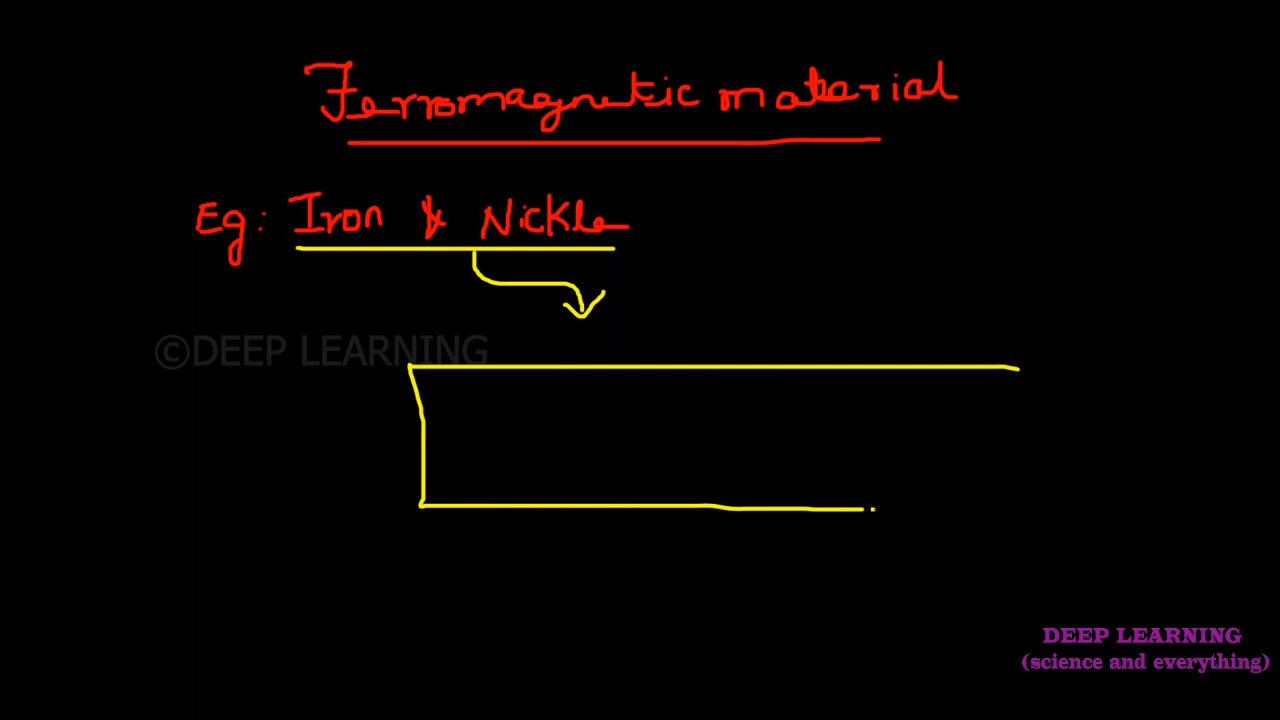 Ferromagnetic material
Eg: Iron & Nickle
©DEEP LEARNING
DEEP LEARNING
(science and everything)